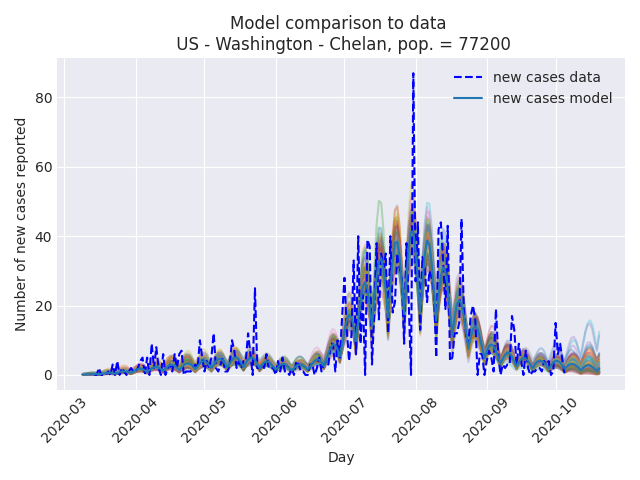 Model comparison to data
US - Washington - Chelan, pop. = 77200
new cases data
new cases model
Number of new cases reported
80
60
40
20
0
2020-03
2020-04
2020-05
2020-06
2020-07
2020-08
2020-09
2020-10
Day